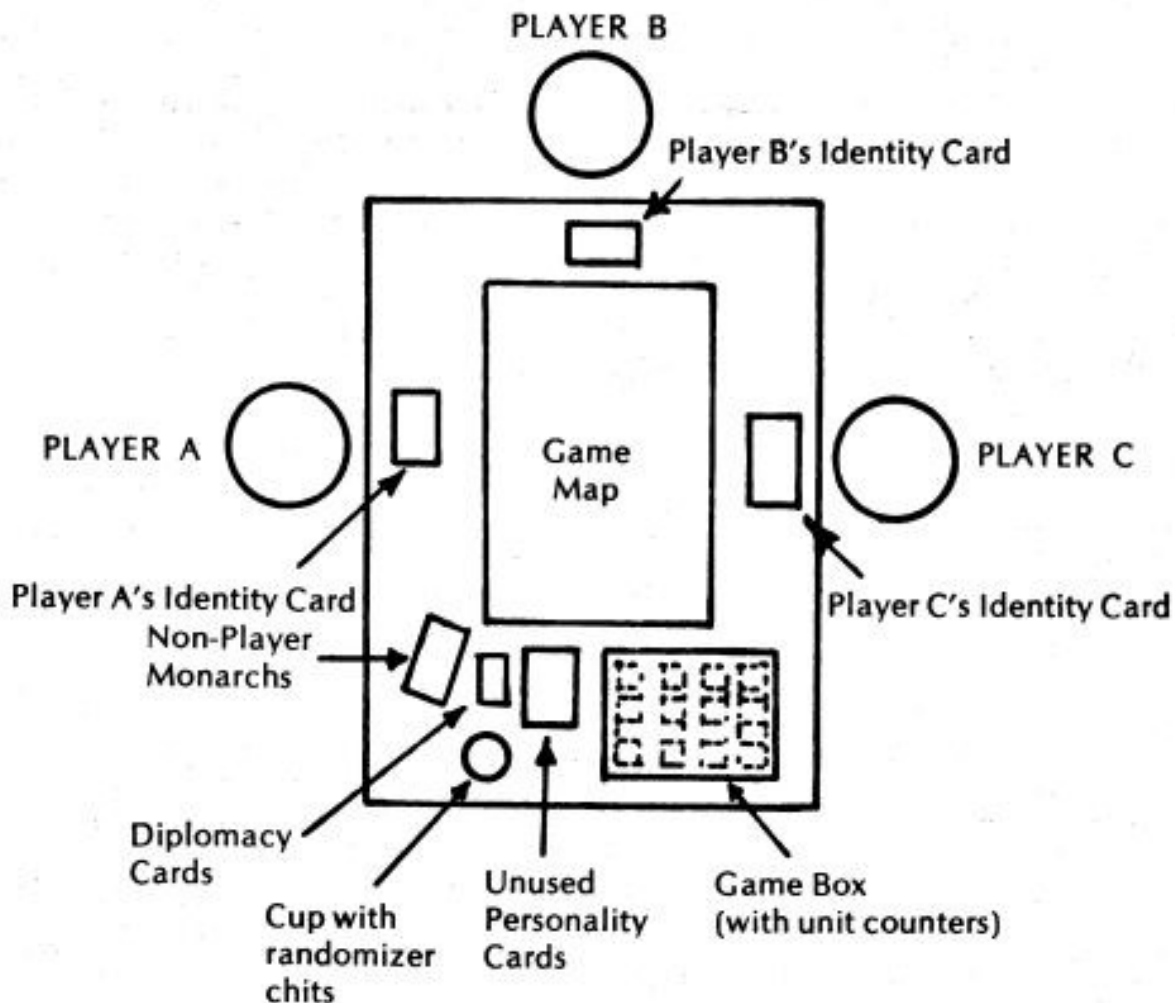 PLAYER B
Player B's Identity Card
PLAYER A
Game
Map
PLAYER C
Player A's Identity Card
Player C's Identity Card
Non-Player
Monarchs
Diplomacy
Cards
Cup with
randomizer
chits
Unused
Personality
Cards
Game Box
(with unit counters)